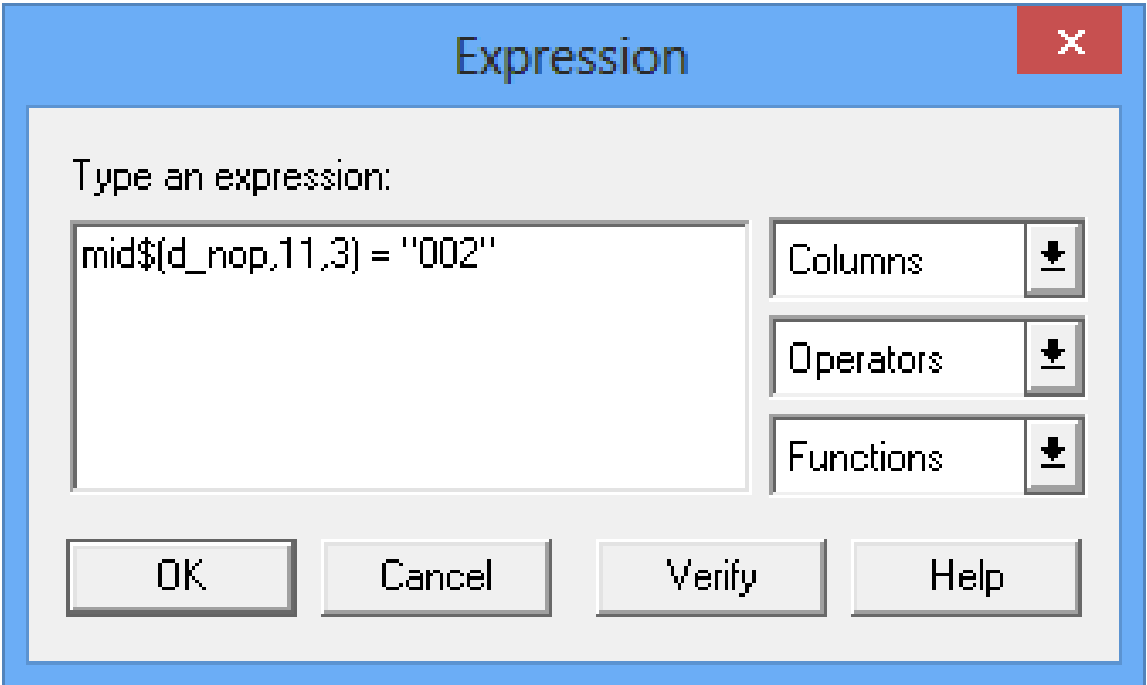 Expression
x
Type an expression:
mid$(d_nop,11,3) = "002"
Columns
Operators
Functions
OK Cancel Verify Help